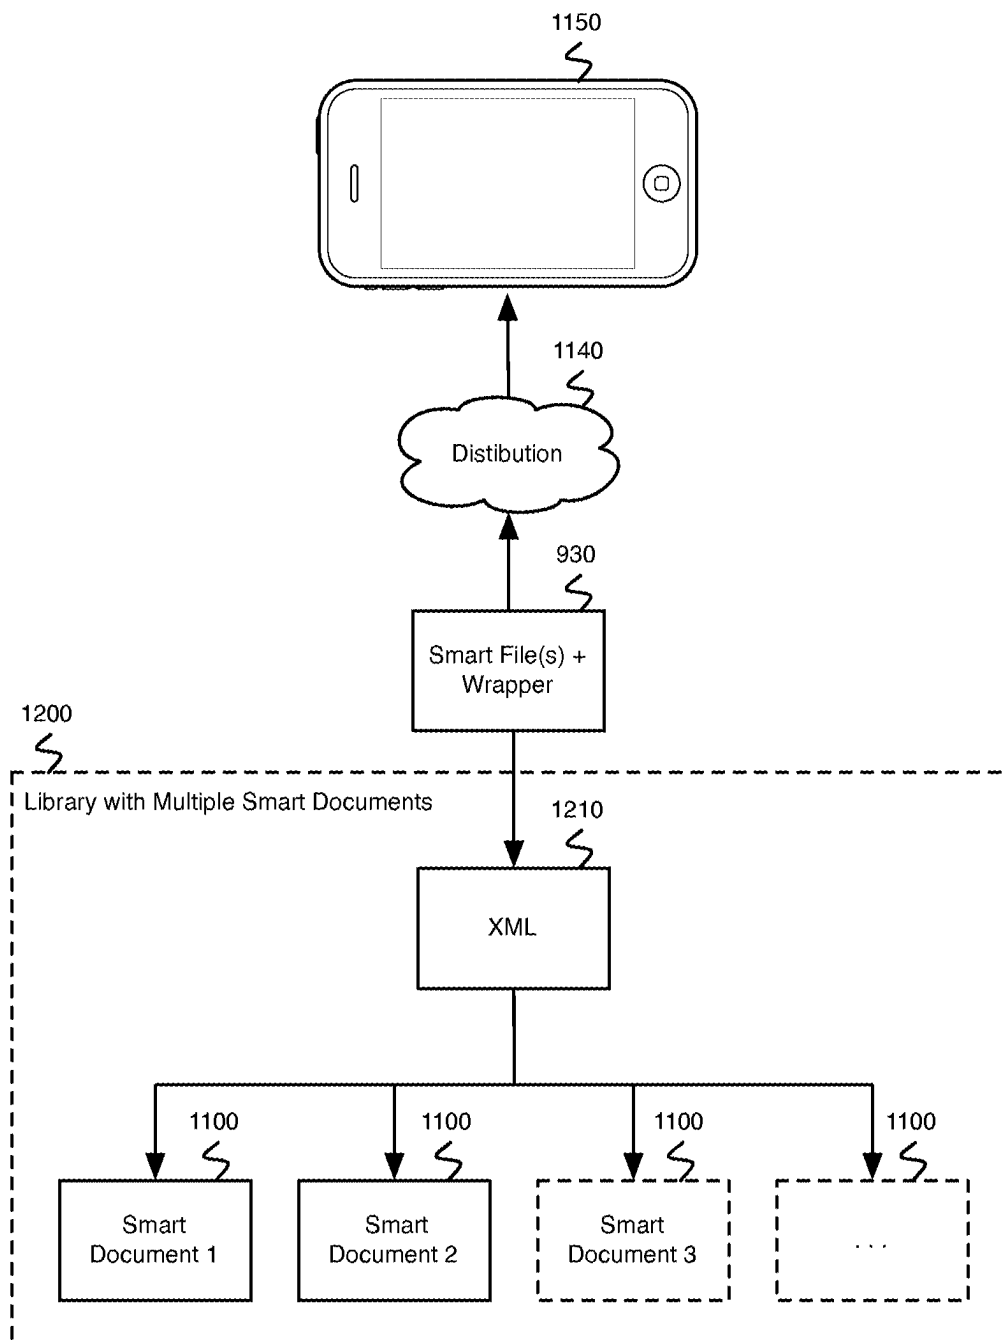 1150
1140
Distibution
930
Smart File(s) +
Wrapper
1200
Library with Multiple Smart Documents
1210
XML
1100 1100 1100 1100
Smart
Document 1
Smart
Document 2
Smart
Document 3
. . .